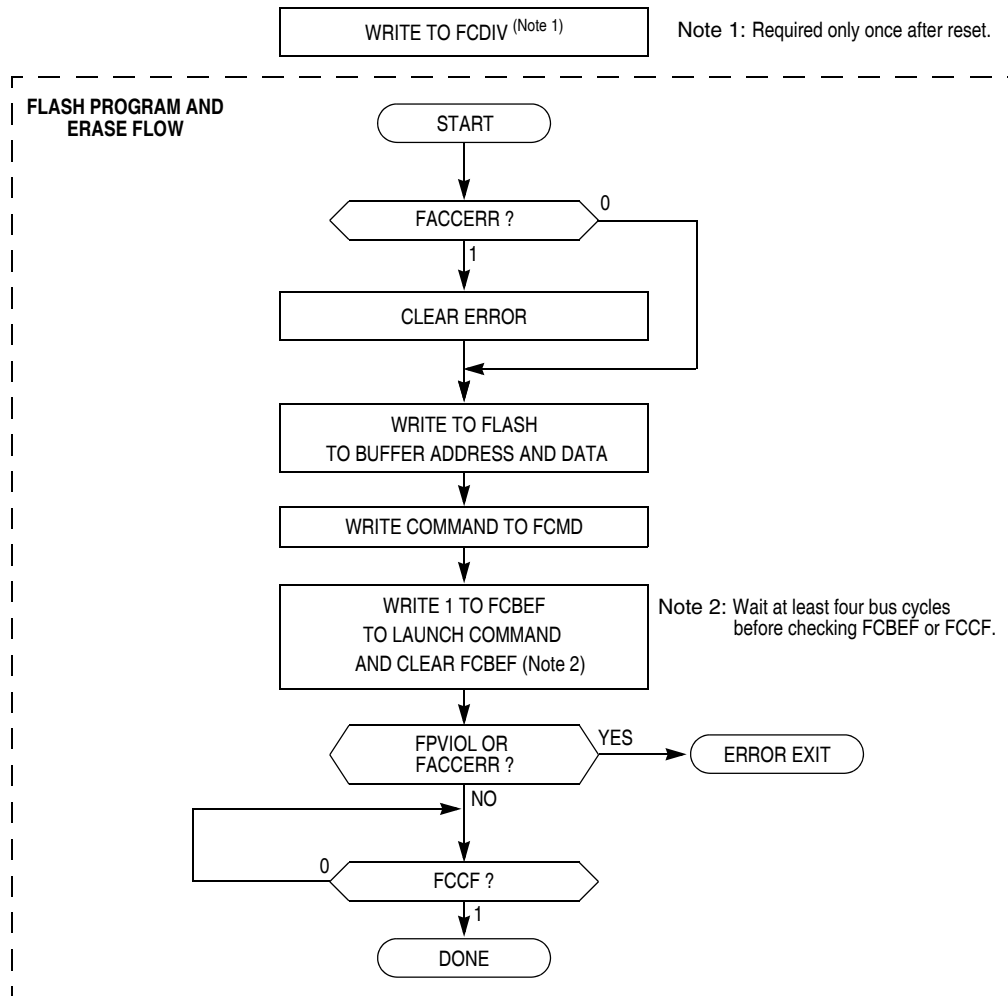 WRITE TO FCDIV (Note 1)
Note 1: Required only once after reset.
FLASH PROGRAM AND
ERASE FLOW
START
FACCERR ?
0
1
CLEAR ERROR
WRITE TO FLASH
TO BUFFER ADDRESS AND DATA
WRITE COMMAND TO FCMD
WRITE 1 TO FCBEF
TO LAUNCH COMMAND
AND CLEAR FCBEF (Note 2)
Note 2: Wait at least four bus cycles
before checking FCBEF or FCCF.
FPVIOL OR
FACCERR ?
YES
ERROR EXIT
NO
0
FCCF ?
1
DONE